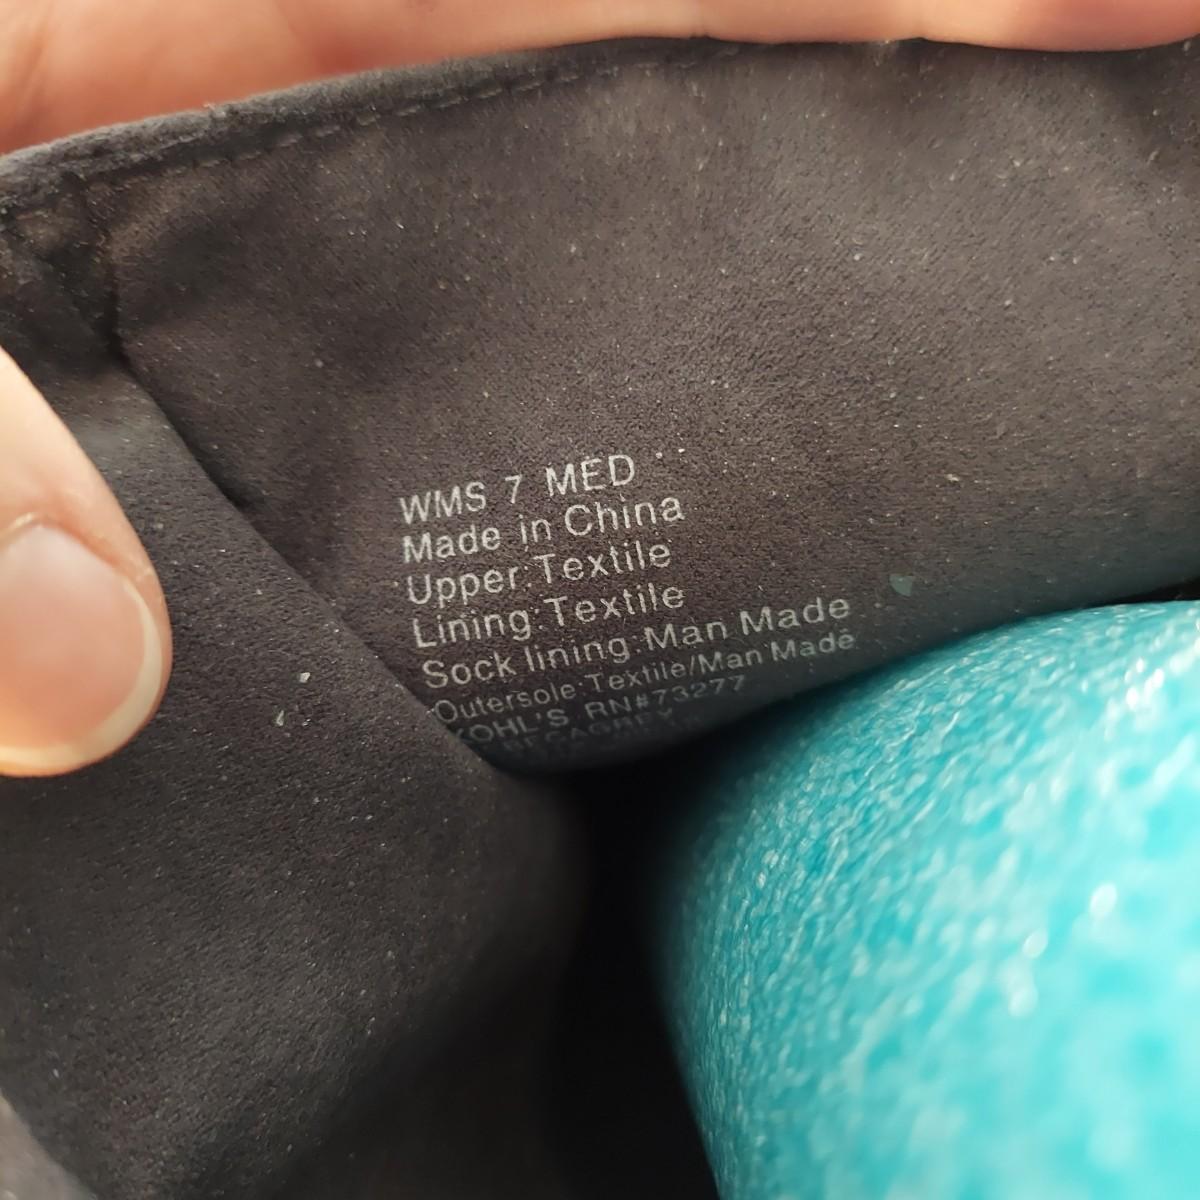 WMS 7 MED
Made in China
Upper:Textile
Lining:Textile
Sock lining:Man Made
Outersole:Textile/Man Made
KOHL'S RN#73277